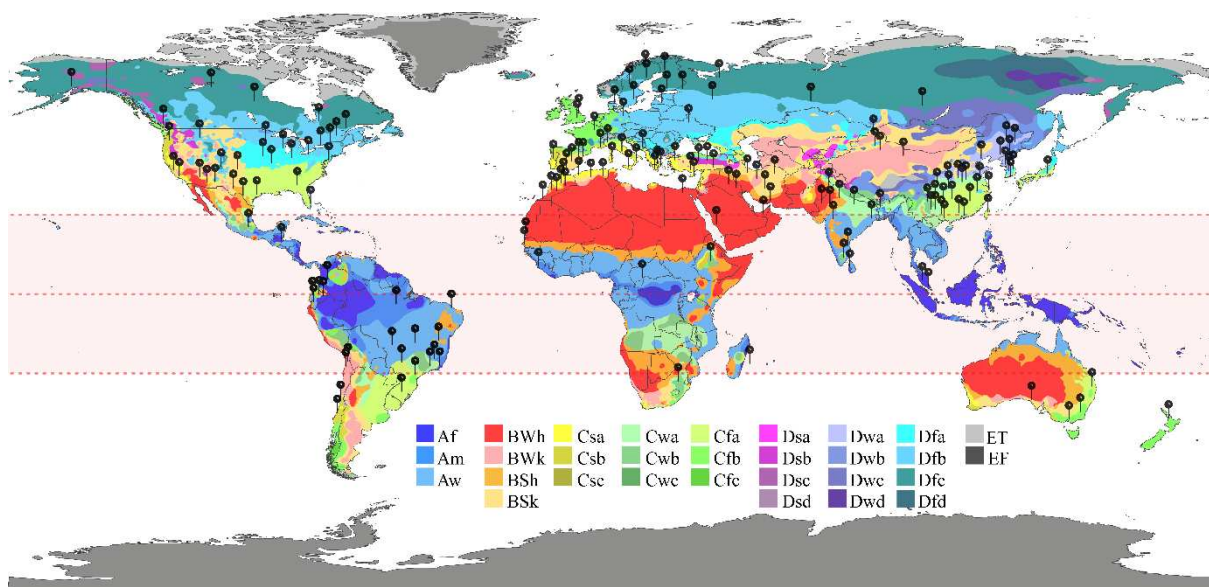 Af BWh Csa Cwa Cfa Dsa Dwa Dfa ET
Am BWk Csb Cwb Cfb Dsb Dwb Dfb EF
Aw BSh Csc Cwc Cfc Dsc Dwc Dfc
BSk Dsd Dwd Dfd